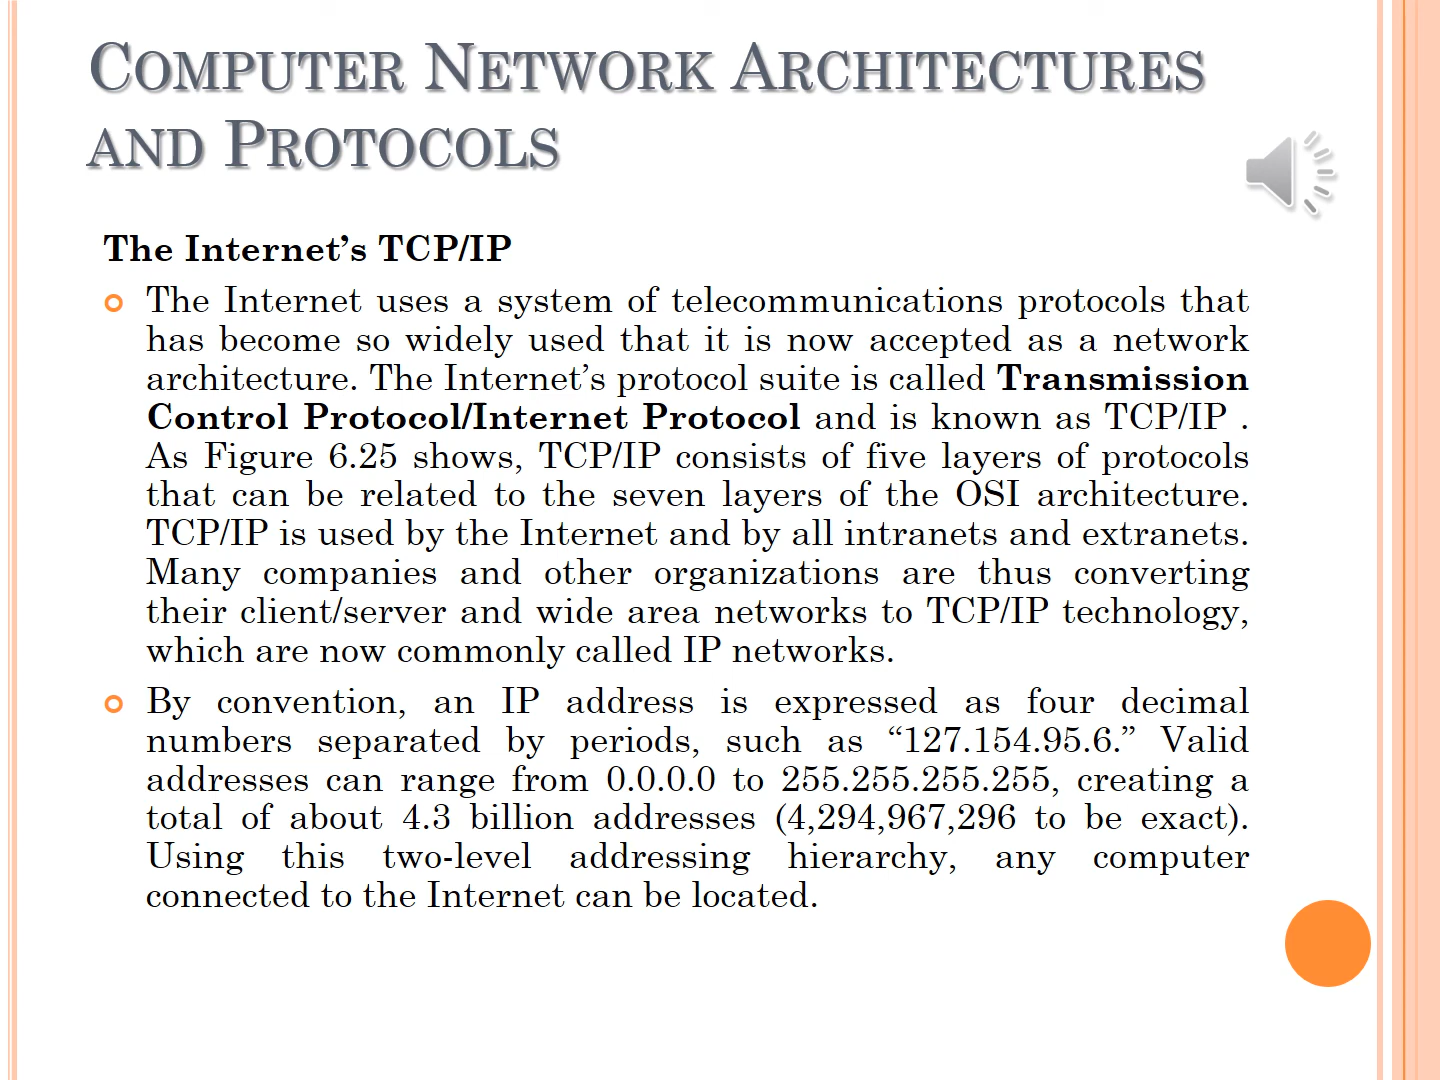 COMPUTER NETWORK ARCHITECTURES
AND PROTOCOLS
The Internet’s TCP/IP
The Internet uses a system of telecommunications protocols that
has become so widely used that it is now accepted as a network
architecture. The Internet’s protocol suite is called Transmission
Control Protocol/Internet Protocol and is known as TCP/IP .
As Figure 6.25 shows, TCP/IP consists of five layers of protocols
that can be related to the seven layers of the OSI architecture.
TCP/IP is used by the Internet and by all intranets and extranets.
Many companies and other organizations are thus converting
their client/server and wide area networks to TCP/IP technology,
which are now commonly called IP networks.
By convention, an IP address is expressed as four decimal
numbers separated by periods, such as “127.154.95.6.” Valid
addresses can range from 0.0.0.0 to 255.255.255.255, creating a
total of about 4.3 billion addresses (4,294,967,296 to be exact).
Using this two-level addressing hierarchy, any computer
connected to the Internet can be located.